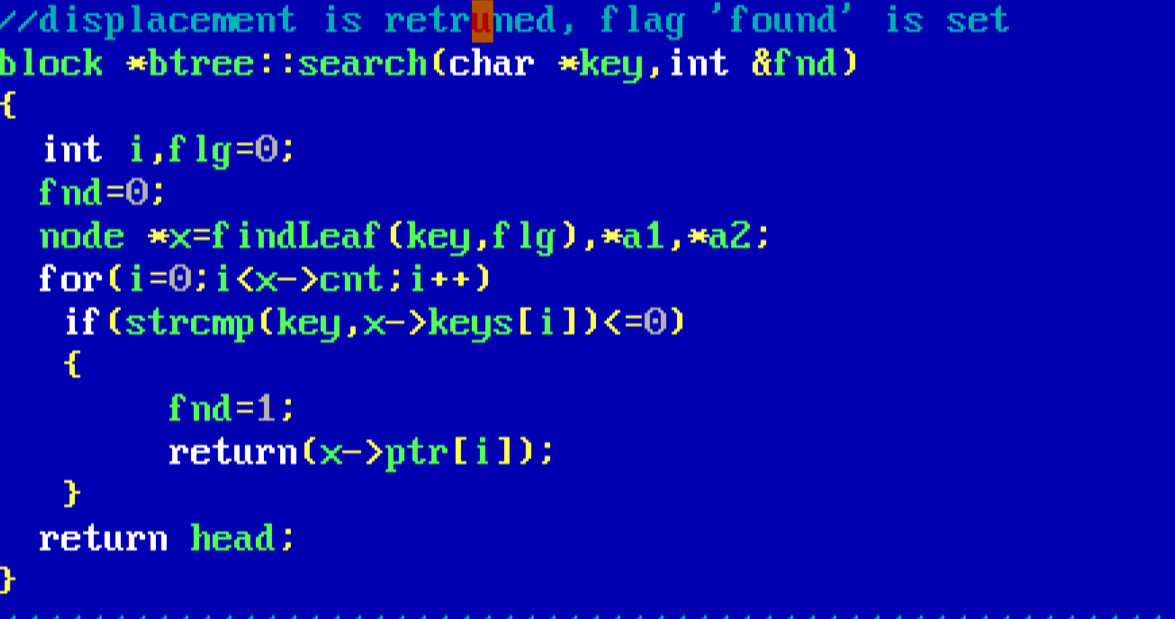 //displacement is retruned, flag 'found' is set
block *btree::search(char *key,int &fnd)
{
int i,flg=0;
fnd=0;
node *x=findLeaf(key,flg),*a1,*a2;
for(i=0;i<x->cnt;i++)
if(strcmp(key,x->keys[i])<=0)
{
fnd=1;
return(x->ptr[i]);
}
return head;
}